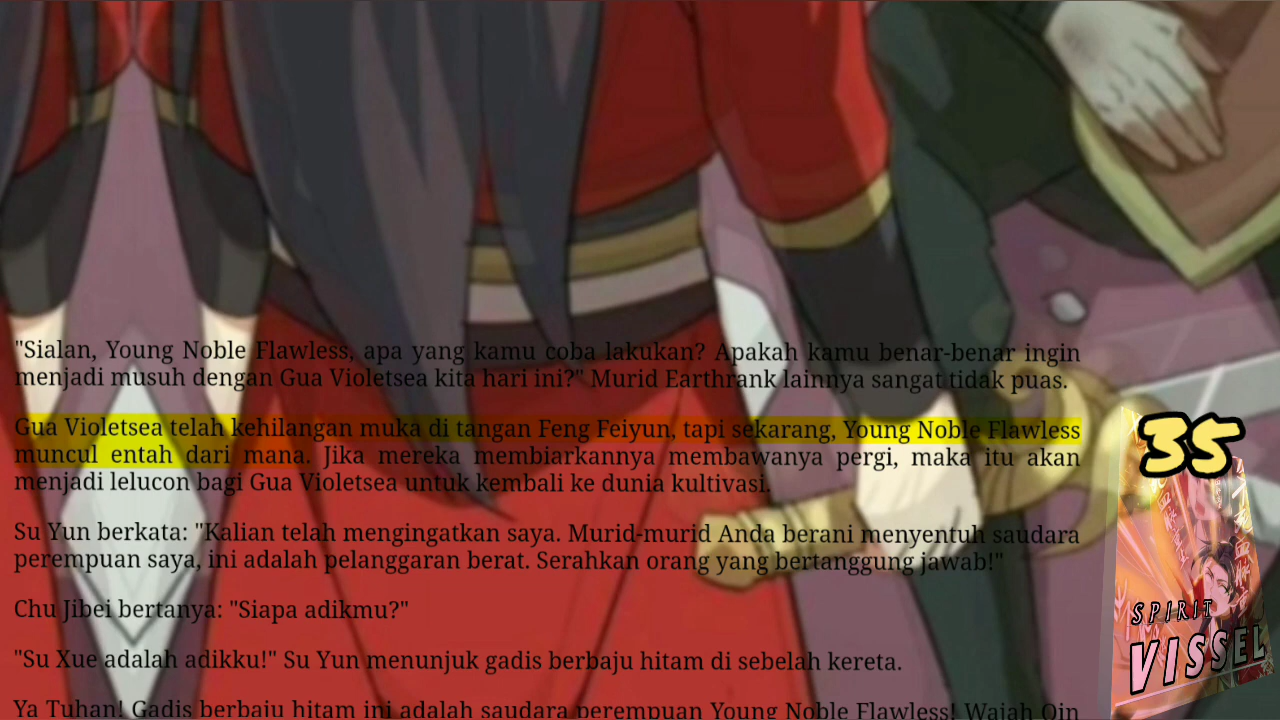 "Sialan, Young Noble Flawless, apa yang kamu coba lakukan? Apakah kamu benar-benar ingin
menjadi musuh dengan Gua Violetsea kita hari ini?" Murid Earthrank lainnya sangat tidak puas.
Gua Violetsea telah kehilangan muka di tangan Feng Feiyun, tapi sekarang, Young Noble Flawless
muncul entah dari mana. Jika mereka membiarkannya membawanya pergi, maka itu akan
menjadi lelucon bagi Gua Violetsea untuk kembali ke dunia kultivasi.
Su Yun berkata: "Kalian telah mengingatkan saya. Murid-murid Anda berani menyentuh saudara
perempuan saya, ini adalah pelanggaran berat. Serahkan orang yang bertanggung jawab!"
Chu Jibei bertanya: "Siapa adikmu?"
"Su Xue adalah adikku!" Su Yun menunjuk gadis berbaju hitam di sebelah kereta.
Ya Tuhan! Gadis berbaju hitam ini adalah saudara perempuan Young Noble Flawless! Wajah Qin
35
SPIRIT
VISSEL